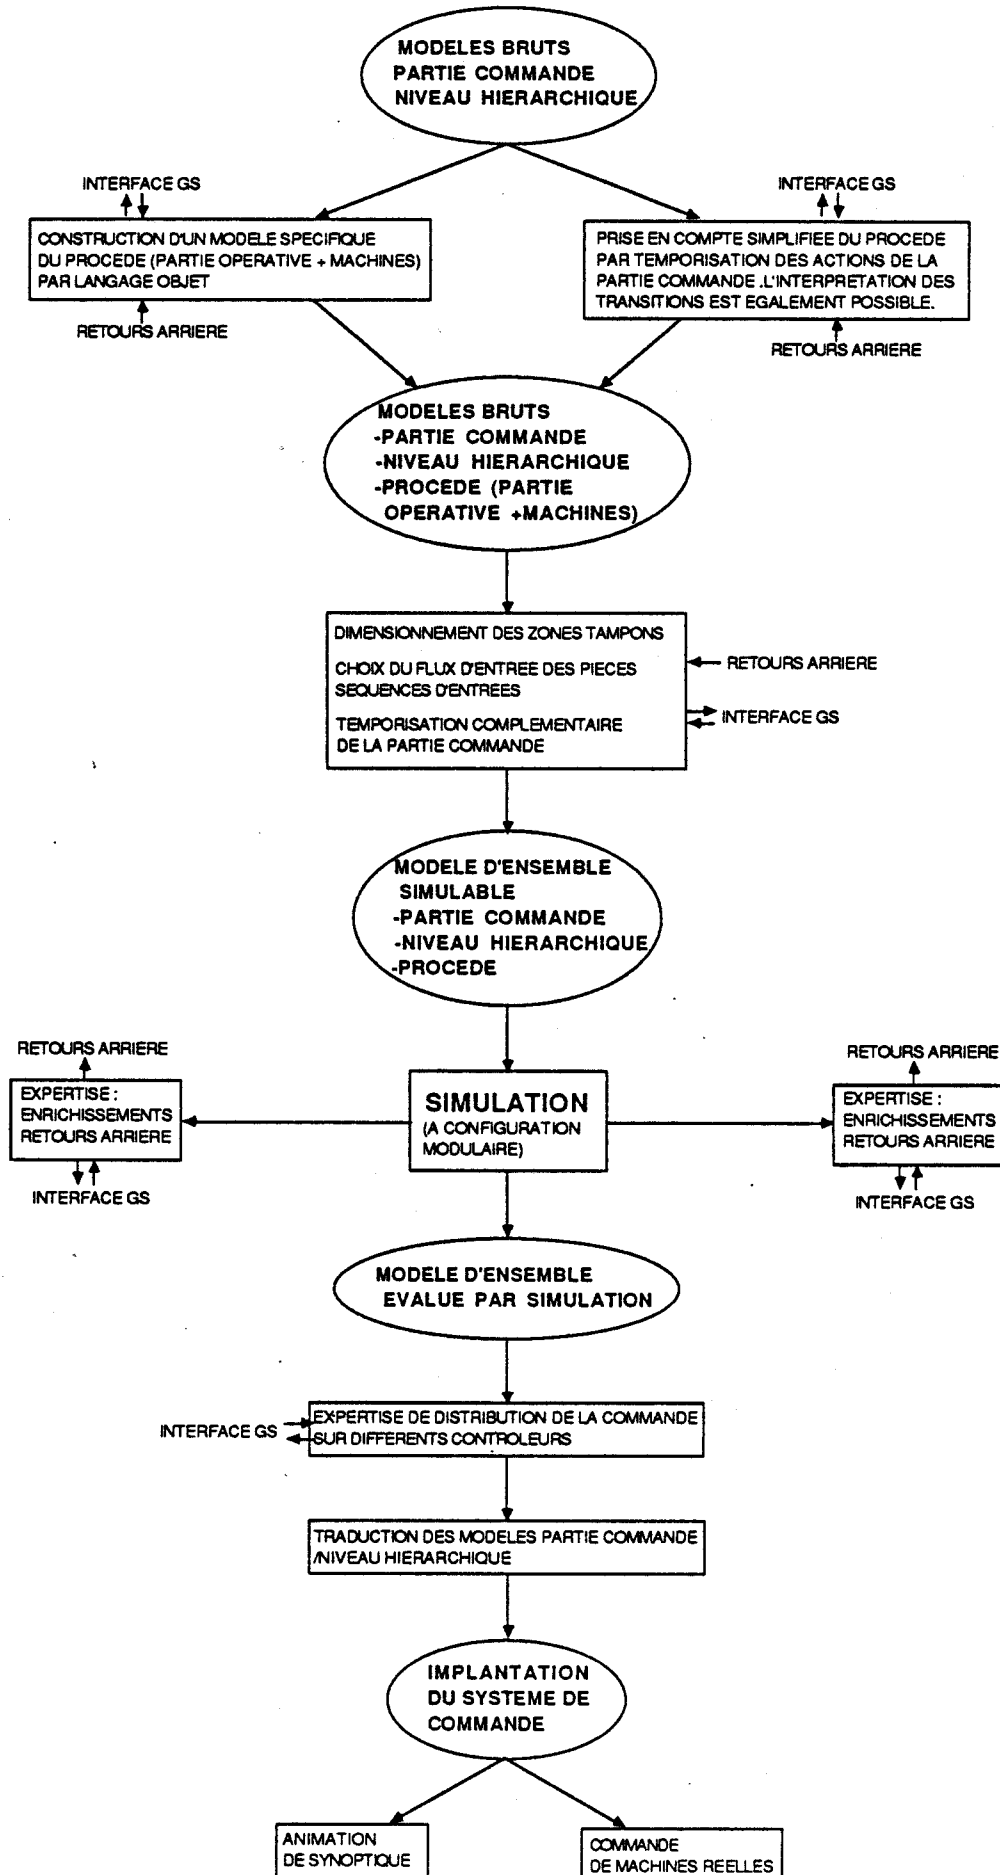 MODELES BRUTS
PARTIE COMMANDE
NIVEAU HIERARCHIQUE
INTERFACE GS
CONSTRUCTION D'UN MODELE SPECIFIQUE
DU PROCEDE (PARTIE OPERATIVE + MACHINES)
PAR LANGAGE OBJET
RETOURS ARRIERE
INTERFACE GS
PRISE EN COMPTE SIMPLIFIEE DU PROCEDE
PAR TEMPORISATION DES ACTIONS DE LA
PARTIE COMMANDE .L'INTERPRETATION DES
TRANSITIONS EST EGALEMENT POSSIBLE.
RETOURS ARRIERE
MODELES BRUTS
-PARTIE COMMANDE
-NIVEAU HIERARCHIQUE
-PROCEDE (PARTIE
OPERATIVE +MACHINES)
DIMENSIONNEMENT DES ZONES TAMPONS
CHOIX DU FLUX D'ENTREE DES PIECES
SEQUENCES D'ENTREES
TEMPORISATION COMPLEMENTAIRE
DE LA PARTIE COMMANDE
RETOURS ARRIERE
INTERFACE GS
MODELE D'ENSEMBLE
SIMULABLE
-PARTIE COMMANDE
-NIVEAU HIERARCHIQUE
-PROCEDE
RETOURS ARRIERE
EXPERTISE :
ENRICHISSEMENTS
RETOURS ARRIERE
INTERFACE GS
SIMULATION
(A CONFIGURATION
MODULAIRE)
RETOURS ARRIERE
EXPERTISE :
ENRICHISSEMENTS
RETOURS ARRIERE
INTERFACE GS
MODELE D'ENSEMBLE
EVALUE PAR SIMULATION
INTERFACE GS
EXPERTISE DE DISTRIBUTION DE LA COMMANDE
SUR DIFFERENTS CONTROLEURS
TRADUCTION DES MODELES PARTIE COMMANDE
/NIVEAU HIERARCHIQUE
IMPLANTATION
DU SYSTEME DE
COMMANDE
ANIMATION
DE SYNOPTIQUE
COMMANDE
DE MACHINES REELLES